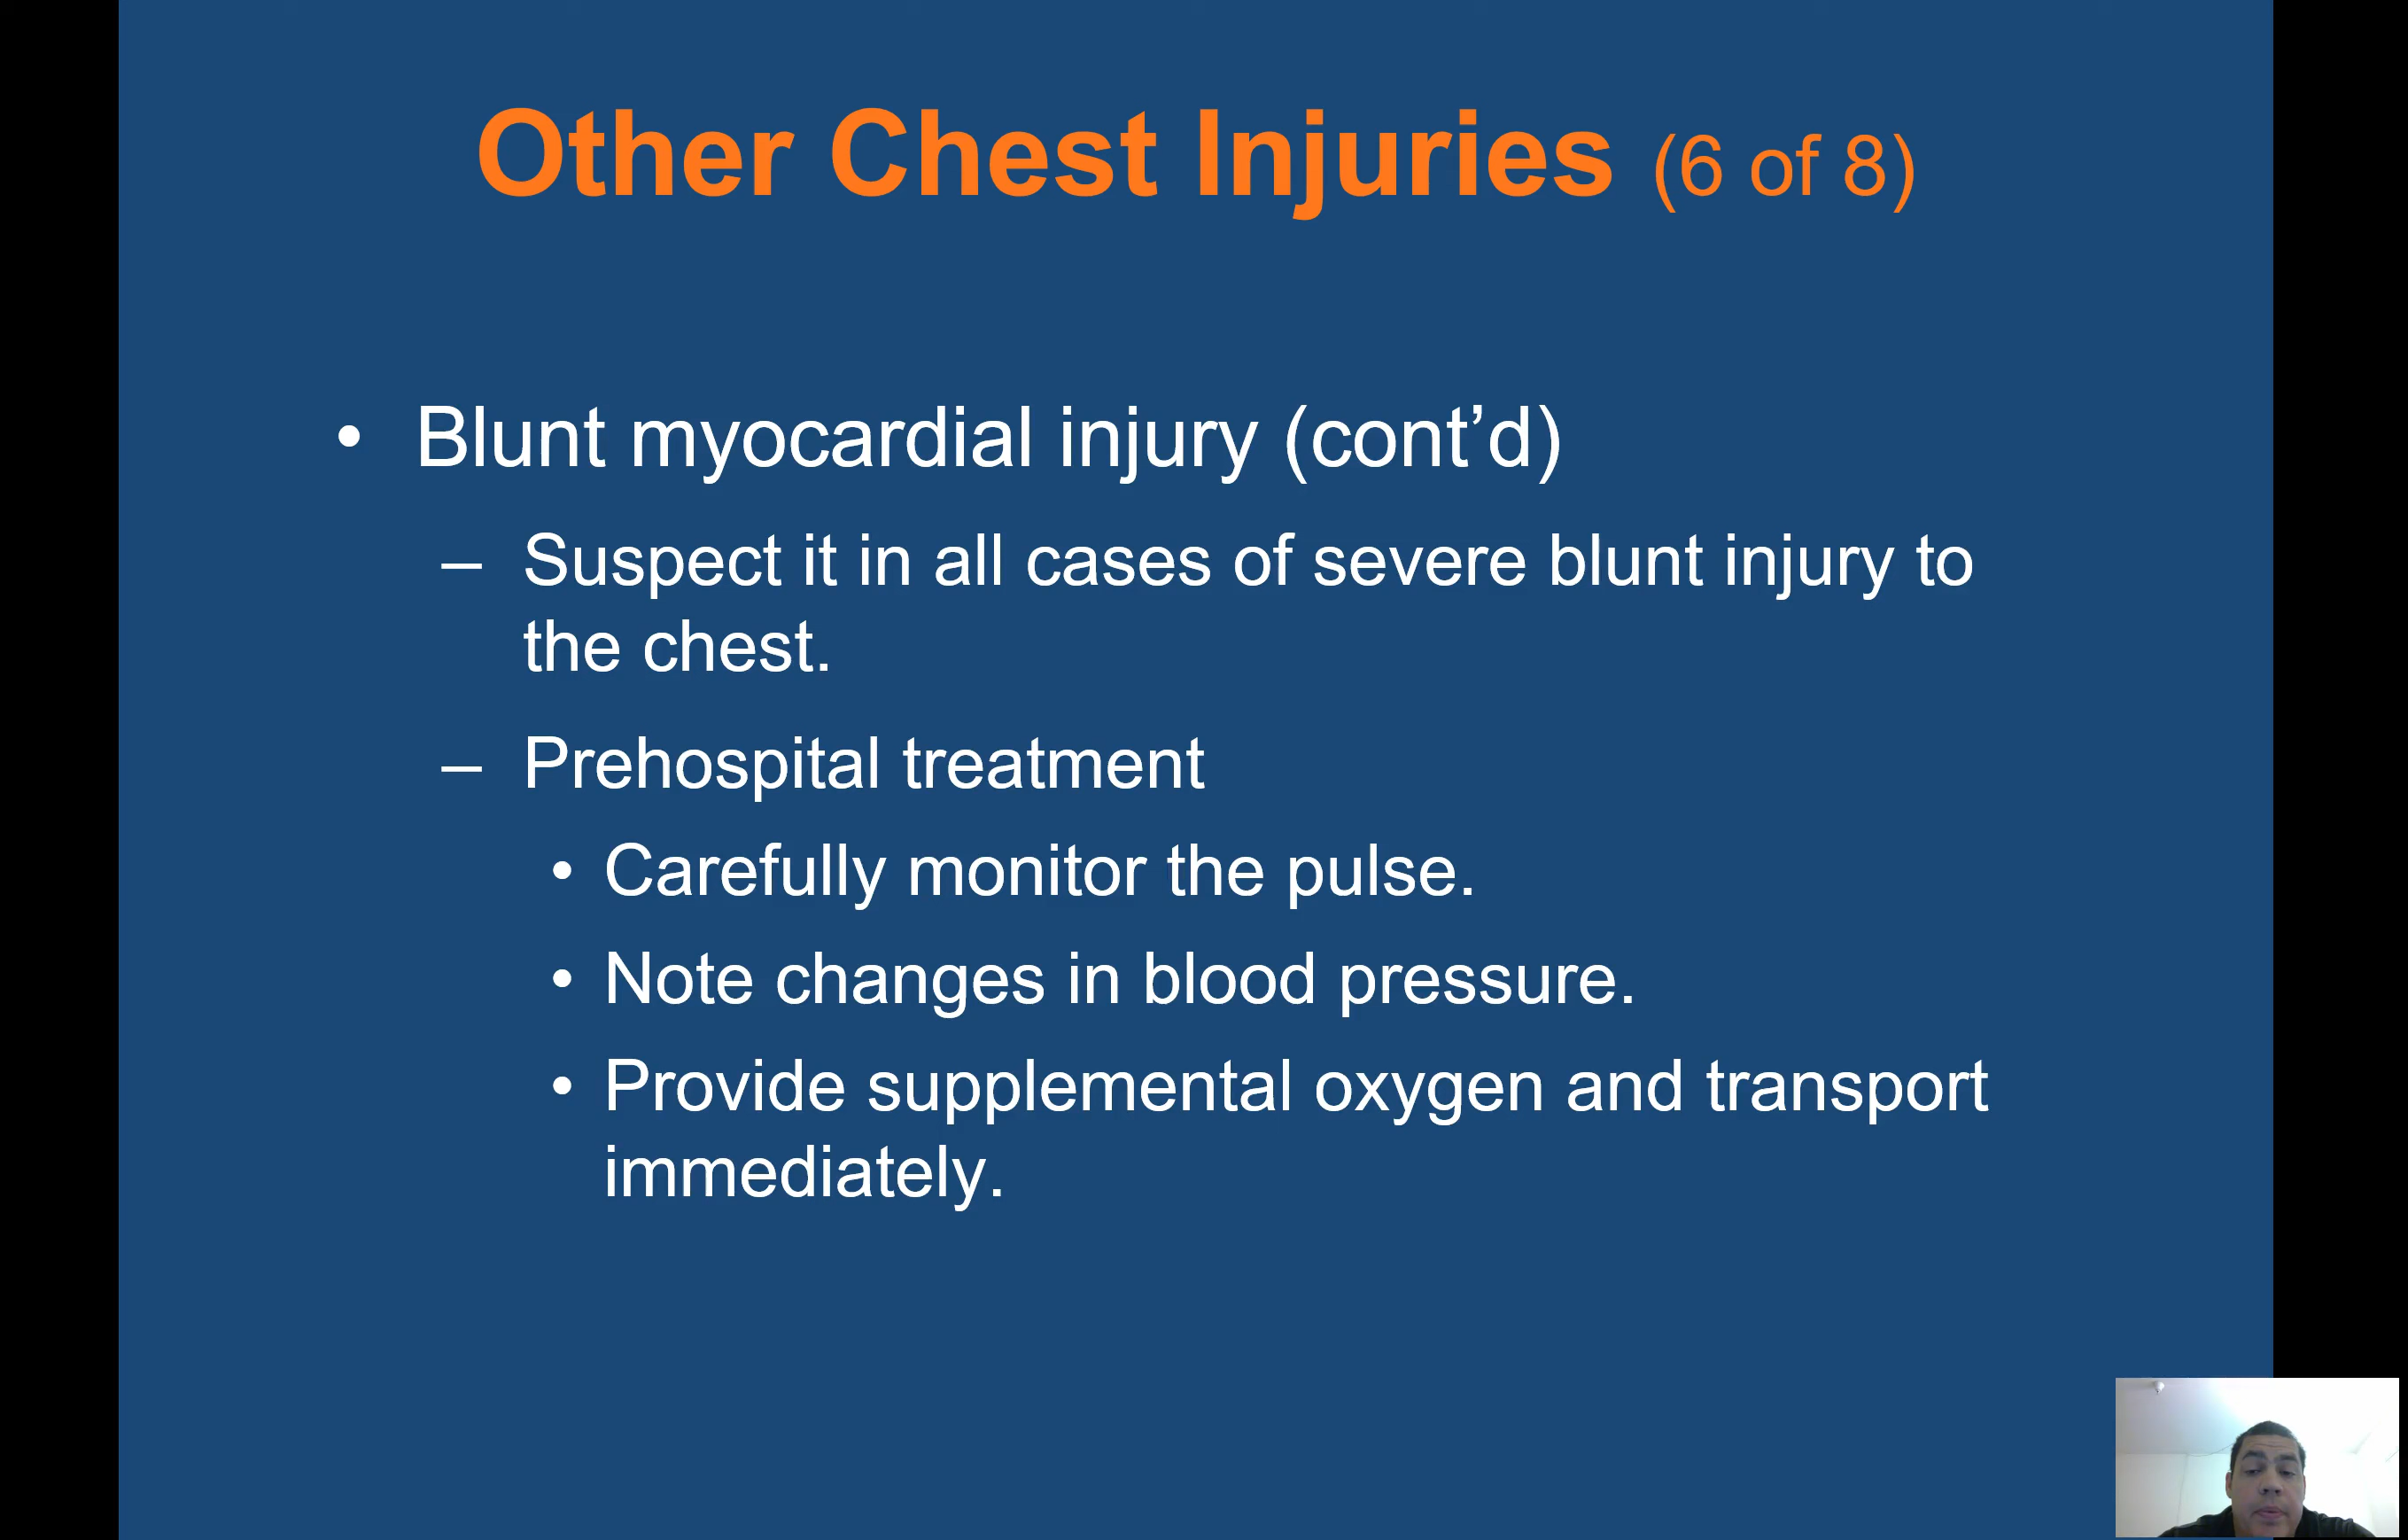 Other Chest Injuries (6 of 8)
• Blunt myocardial injury (cont’d)
– Suspect it in all cases of severe blunt injury to
the chest.
– Prehospital treatment
• Carefully monitor the pulse.
• Note changes in blood pressure.
• Provide supplemental oxygen and transport
immediately.